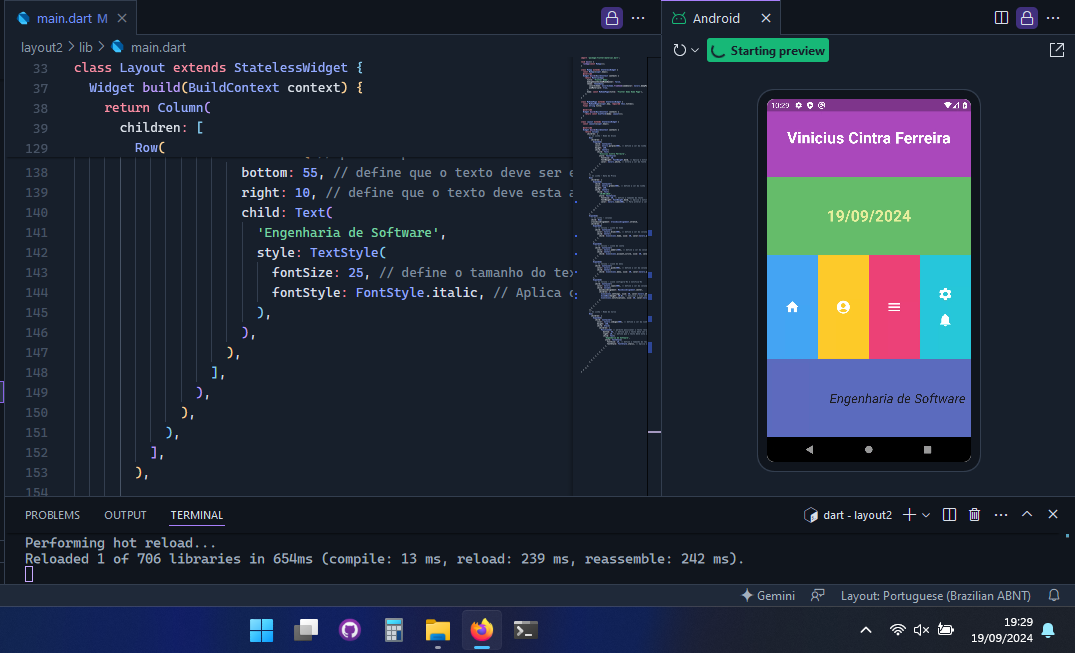 main.dart M
layout2 > lib > main.dart
33 class Layout extends StatelessWidget {
37 Widget build(BuildContext context) {
38 return Column(
39 children: [
129 Row(
138 bottom: 55, // define que o texto deve ser
139 right: 10, // define que o texto deve esta
140 child: Text(
141 'Engenharia de Software',
142 style: TextStyle(
143 fontSize: 25, // define o tamanho do
144 fontStyle: FontStyle.italic, // Aplica
145 ),
146 ),
147 ),
148 ],
149 ),
150 ),
151 ),
152 ],
153 ),
154
Android
Starting preview
10:29
Vinicius Cintra Ferreira
19/09/2024
Engenharia de Software
PROBLEMS OUTPUT TERMINAL
dart - layout2
Performing hot reload...
Reloaded 1 of 706 libraries in 654ms (compile: 13 ms, reload: 239 ms, reassemble: 242 ms).
Gemini
Layout: Portuguese (Brazilian ABNT)
19:29
19/09/2024